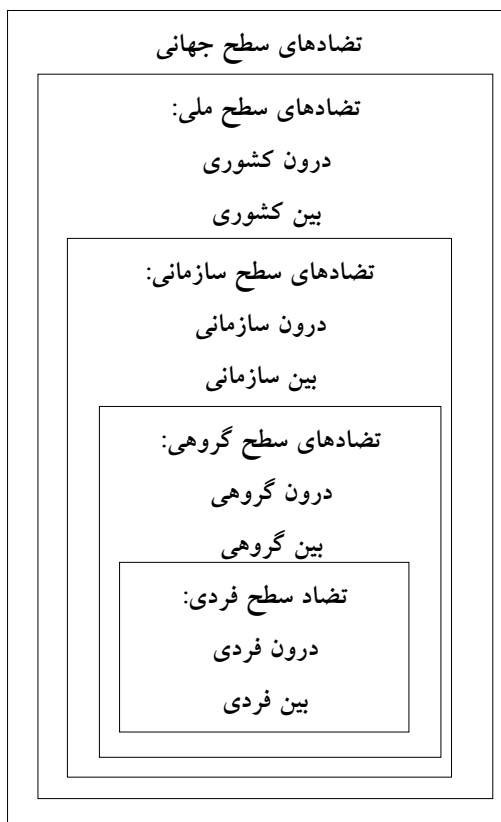 تضادهای سطح جهانی
تضادهای سطح ملی:
درون کشوری
بین کشوری
تضادهای سطح سازمانی:
درون سازمانی
بین سازمانی
تضادهای سطح گروهی:
درون گروهی
بین گروهی
تضاد سطح فردی:
درون فردی
بین فردی